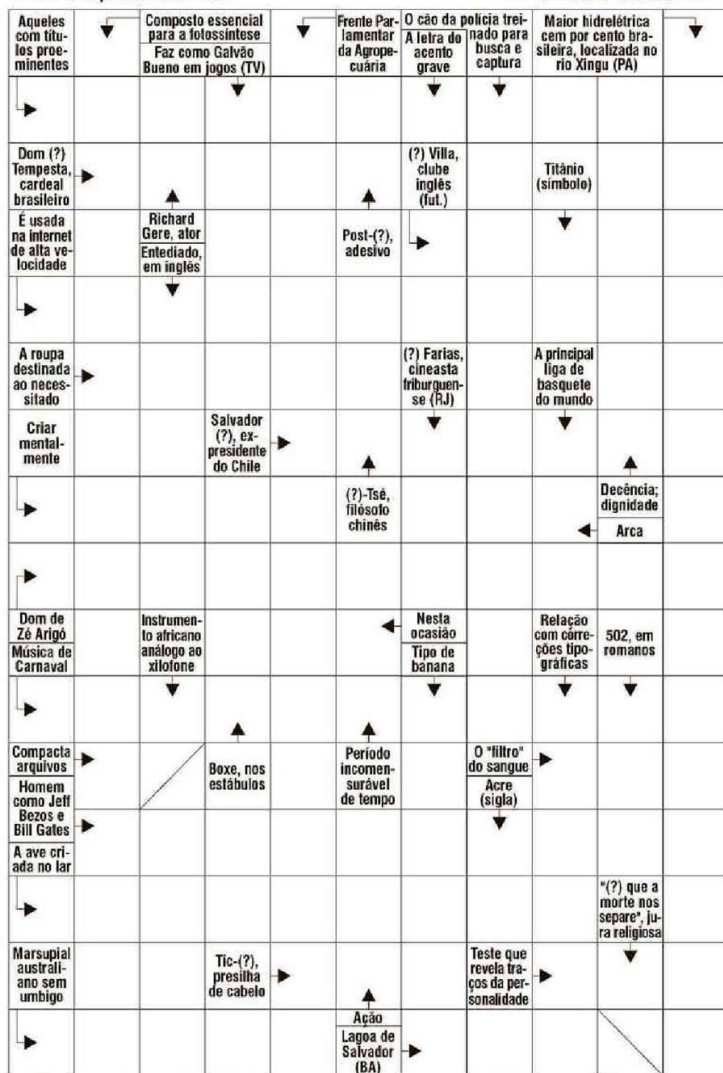 Aqueles
com títu-
los proe-
minentes
Composto essencial
para a fotossíntese
Faz como Galvão
Bueno em jogos (TV)
Frente Par-
lamentar
da Agrope-
cuária
O cão da polícia trei-
nado para
busca e
captura
A letra do
acento
grave
Maior hidrelétrica
cem por cento bra-
sileira, localizada no
rio Xingu (PA)
Dom (?)
Tempesta,
cardeal
brasileiro
(?) Villa,
clube
inglês
(fut.)
Titânio
(símbolo)
É usada
na internet
de alta ve-
locidade
Richard
Gere, ator
Entediado,
em inglês
Post-(?),
adesivo
A roupa
destinada
ao neces-
sitado
(?) Farias,
cineasta
friburguen-
se (RJ)
A principal
liga de
basquete
do mundo
Criar
mental-
mente
Salvador
(?), ex-
presidente
do Chile
(?)-Tsé,
filósofo
chinês
Decência;
dignidade
Arca
Dom de
Zé Arigó
Música de
Carnaval
Instrumen-
to africano
análogo ao
xilofone
Nesta
ocasião
Tipo de
banana
Relação
com corre-
ções tipo-
gráficas
502, em
romanos
Compacta
arquivos
Homem
como Jeff
Bezos e
Bill Gates
A ave cri-
ada no lar
Boxe, nos
estábulos
Período
incomen-
surável
de tempo
O "filtro"
do sangue
Acre
(sigla)
"(?) que a
morte nos
separe", ju-
ra religiosa
Marsupial
australi-
ano sem
umbigo
Tic-(?),
presilha
de cabelo
Teste que
revela tra-
ços da per-
sonalidade
Ação
Lagoa de
Salvador
(BA)